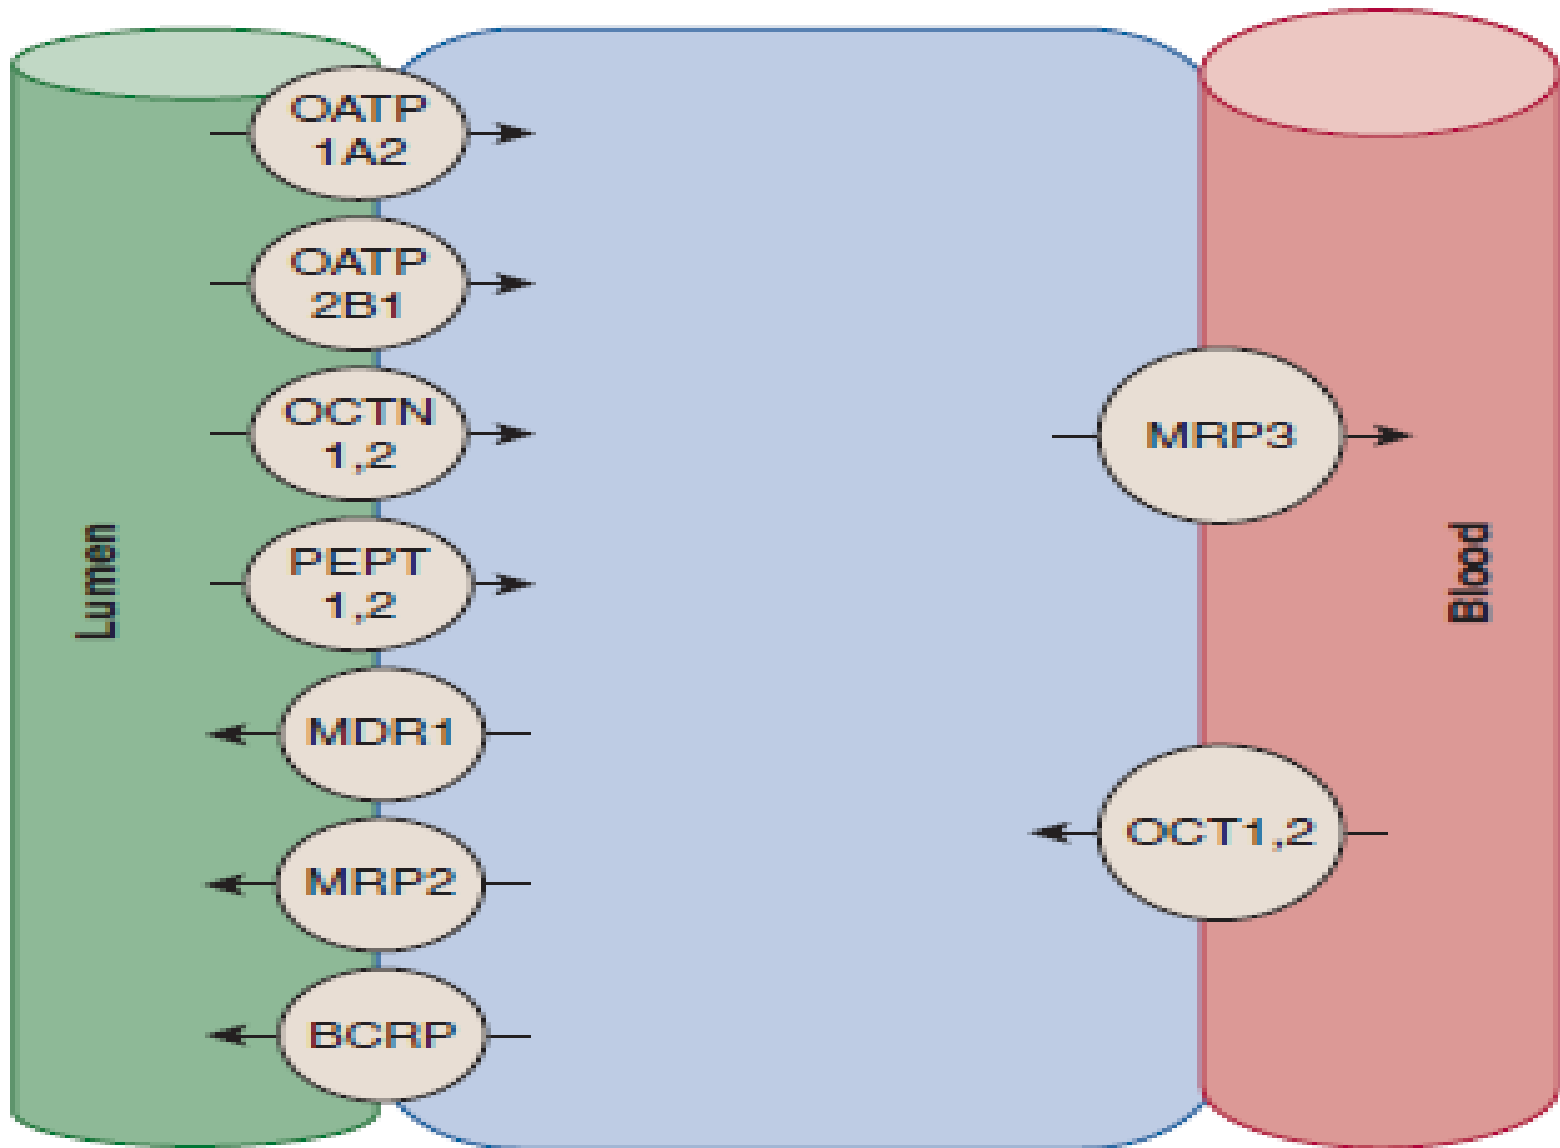 OATP
1A2
OATP
2B1
OCTN
1,2
PEPT
1,2
MDR1
MRP2
BCRP
Lumen
MRP3
OCT1,2
Blood